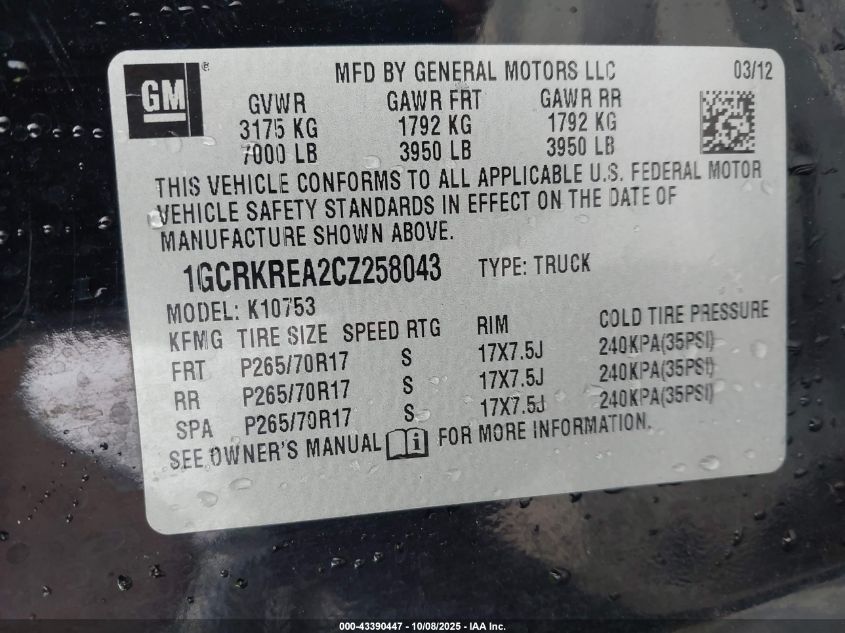 GM®
MFD BY GENERAL MOTORS LLC 03/12
GVWR GAWR FRT GAWR RR
3175 KG 1792 KG 1792 KG
7000 LB 3950 LB 3950 LB
THIS VEHICLE CONFORMS TO ALL APPLICABLE U.S. FEDERAL MOTOR
VEHICLE SAFETY STANDARDS IN EFFECT ON THE DATE OF
MANUFACTURE SHOWN ABOVE.
1GCRKREA2CZ258043 TYPE: TRUCK
MODEL: K10753
KFMG TIRE SIZE SPEED RTG RIM COLD TIRE PRESSURE
FRT P265/70R17 S 17X7.5J 240KPA(35PSI)
RR P265/70R17 S 17X7.5J 240KPA(35PSI)
SPA P265/70R17 S 17X7.5J 240KPA(35PSI)
SEE OWNER'S MANUAL i FOR MORE INFORMATION.
000-43390447 - 10/08/2025 - IAA Inc.